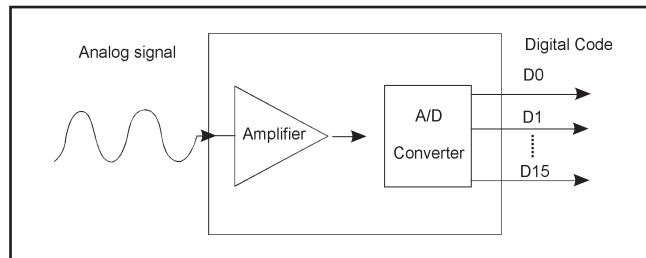 Analog signal
Amplifier
A/D
Converter
Digital Code
D0
D1
D15